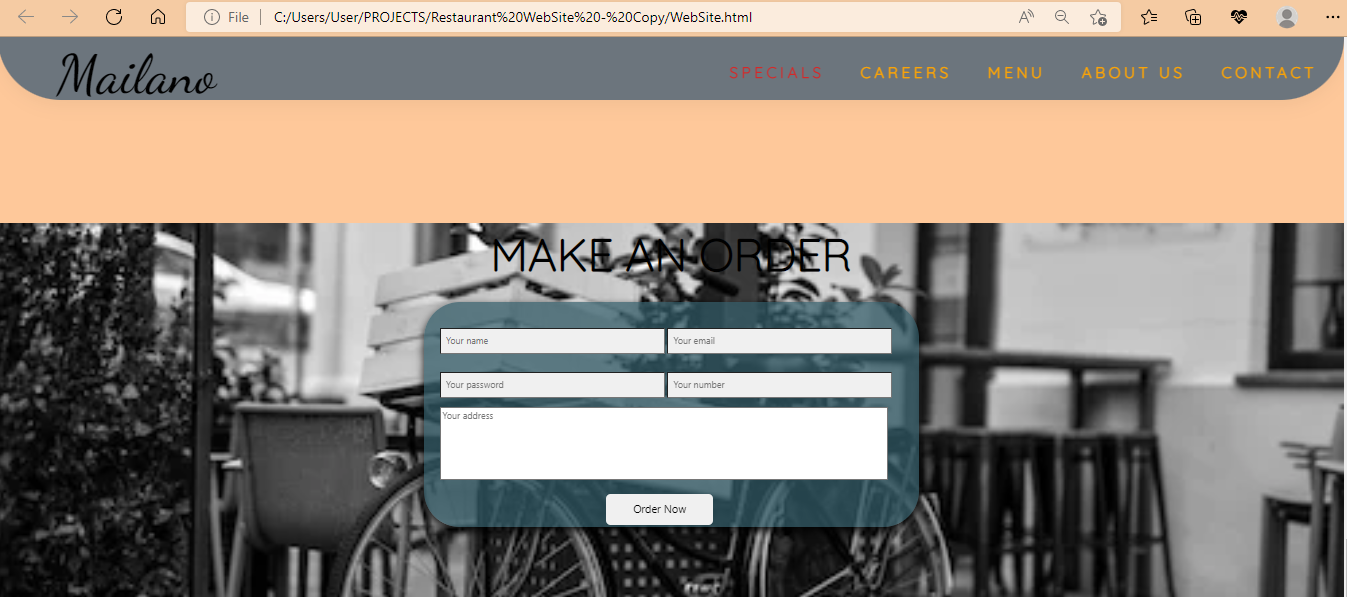 File C:/Users/User/PROJECTS/Restaurant%20WebSite%20-%20Copy/WebSite.html
Mailano SPECIALS CAREERS MENU ABOUT US CONTACT
MAKE AN ORDER
Your name Your email
Your password Your number
Your address
Order Now